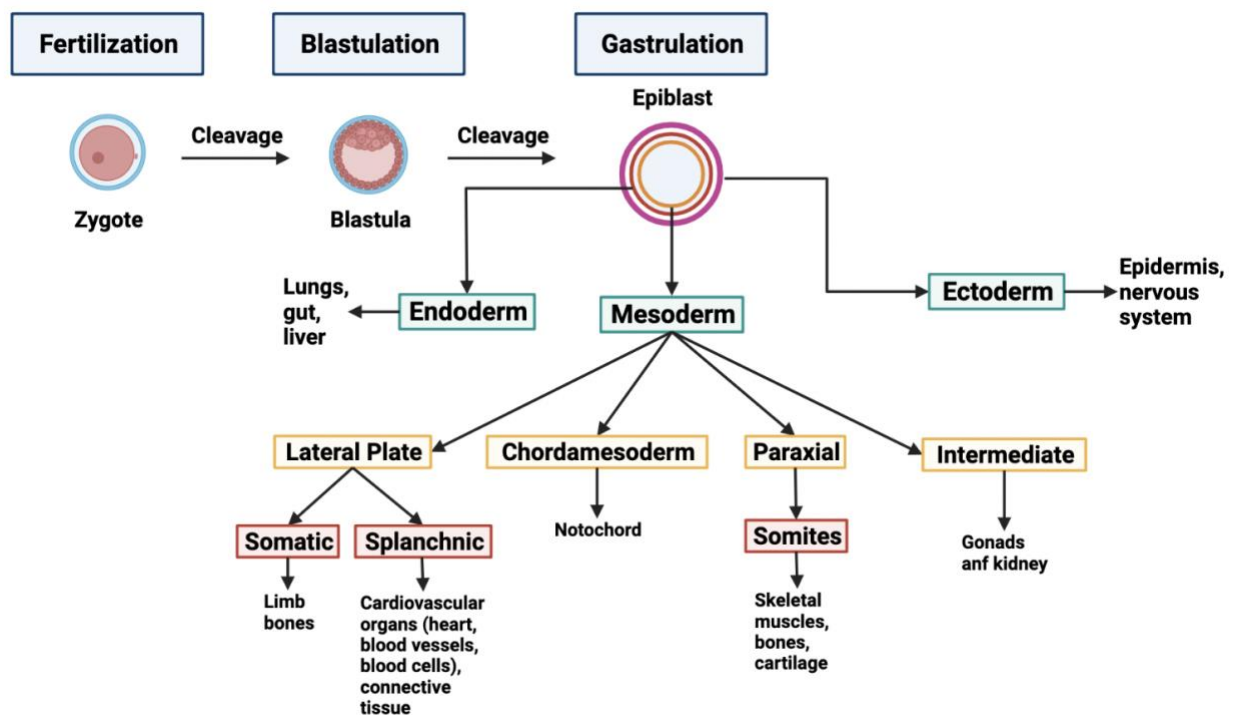 Fertilization
Blastulation
Gastrulation
Epiblast
Cleavage
Cleavage
Zygote
Blastula
Lungs,
gut,
liver
Endoderm
Mesoderm
Ectoderm
Epidermis,
nervous
system
Lateral Plate
Chordamesoderm
Paraxial
Intermediate
Somatic
Splanchnic
Notochord
Somites
Gonads
anf kidney
Limb
bones
Cardiovascular
organs (heart,
blood vessels,
blood cells),
connective
tissue
Skeletal
muscles,
bones,
cartilage